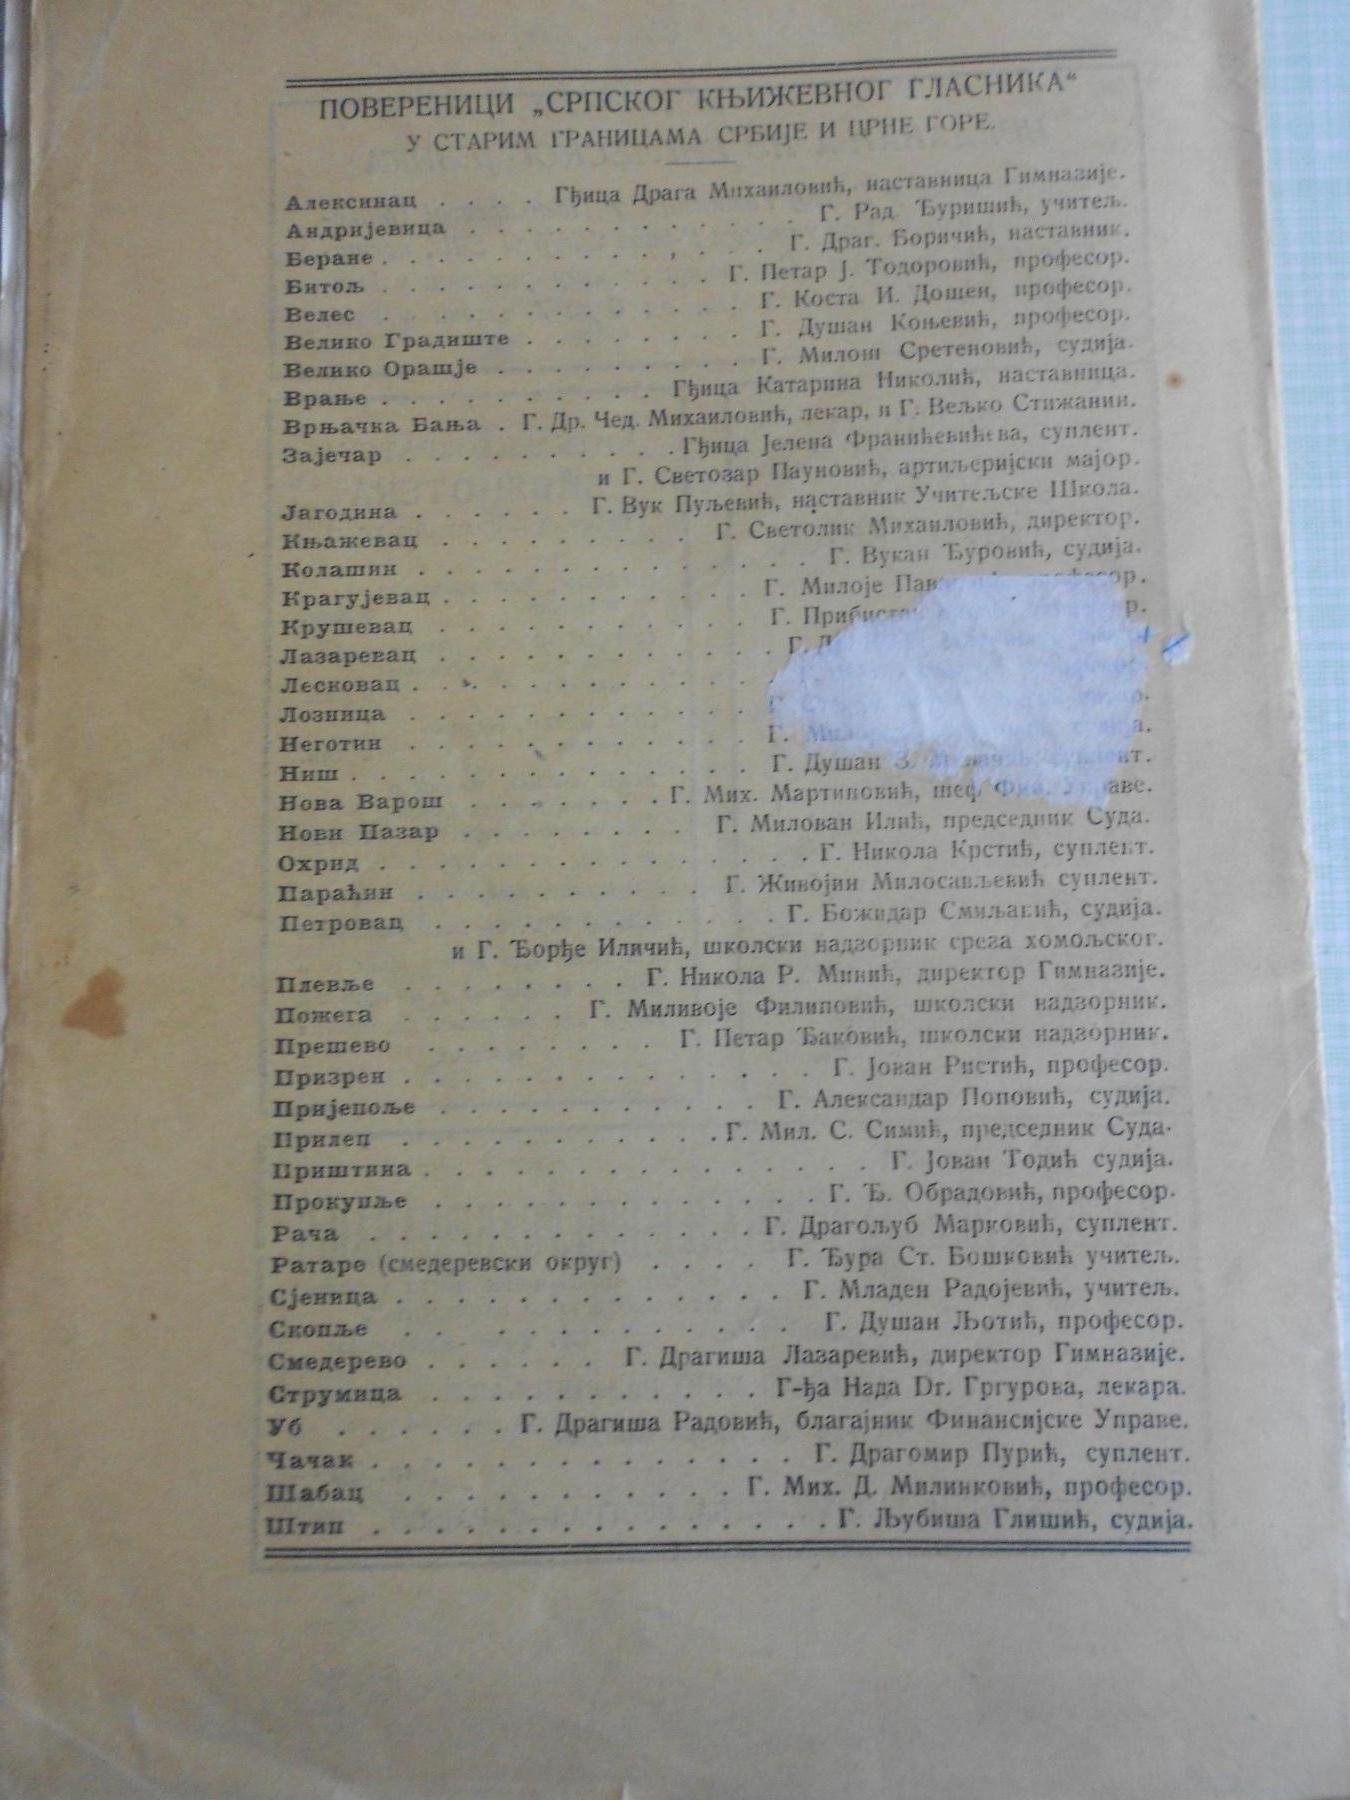 ПОВЕРЕНИЦИ „СРПСКОГ КЊИЖЕВНОГ ГЛАСНИКА“
У СТАРИМ ГРАНИЦАМА СРБИЈЕ И ЦРНЕ ГОРЕ.
Алексинац . . . . Гђица Драга Михаиловић, наставница Гимназије.
Андријевица . . . . . . . . . . . . Г. Рад. Ђуришић, учитељ.
Беране . . . . . . . . . . . . . . Г. Драг. Боричић, наставник.
Битољ . . . . . . . . . . . . . Г. Петар Ј. Тодоровић, професор.
Велес . . . . . . . . . . . . . Г. Коста И. Дошен, професор.
Велико Градиште . . . . . . . . Г. Душан Коњевић, професор.
Велико Орашје . . . . . . . . . Г. Милош Сретеновић, судија.
Врање . . . . . . . . . . Гђица Катарина Николић, наставница.
Врњачка Бања . Г. Др. Чед. Михаиловић, лекар, и Г. Вељко Стижанин.
Зајечар . . . . . . . . . . Гђица Јелена Франићевићева, суплент.
и Г. Светозар Пауновић, артиљеријски мајор.
Јагодина . . . . . . Г. Вук Пуљевић, наставник Учитељске Школа.
Књажевац . . . . . . . . . Г. Светолик Михаиловић, директор.
Колашин . . . . . . . . . . . . . . Г. Вукан Ђуровић, судија.
Крагујевац . . . . . . . . . . . Г. Милоје
Крушевац . . . . . . . . . . . Г.
Лазаревац . . . . . . . . . . . . Г.
Лесковац . . . . . . . . . . . .
Лозница . . . . . . . . . . . . Г.
Неготин . . . . . . . . . . . . Г.
Ниш . . . . . . . . . . . . . . Г. Душан З.
Нова Варош . . . . . . . Г. Мих. Мартиновић, шеф Фин. Управе.
Нови Пазар . . . . . . . . Г. Милован Илић, председник Суда.
Охрид . . . . . . . . . . . . . . . Г. Никола Крстић, суплент.
Параћин . . . . . . . . . . Г. Живојин Милосављевић суплент.
Петровац . . . . . . . . . . . . Г. Божидар Смиљанић, судија.
и Г. Ђорђе Иличић, школски надзорник среза хомољског.
Плевље . . . . . . . . Г. Никола Р. Минић, директор Гимназије.
Пожега . . . . . . Г. Миливоје Филиповић, школски надзорник.
Прешево . . . . . . . . Г. Петар Ђаковић, школски надзорник.
Призрен . . . . . . . . . . . . . . Г. Јован Ристић, професор.
Пријепоље . . . . . . . . . . . . Г. Александар Поповић, судија.
Прилеп . . . . . . . . . . . . Г. Мил. С. Симић, председник Суда.
Приштина . . . . . . . . . . . . . . . Г. Јован Тодић судија.
Прокупље . . . . . . . . . . . . . Г. Ђ. Обрадовић, професор.
Рача . . . . . . . . . . . . . Г. Драгољуб Марковић, суплент.
Ратаре (смедеревски округ) . . . . Г. Ђура Ст. Бошковић учитељ.
Сјеница . . . . . . . . . . . . . Г. Младен Радојевић, учитељ.
Скопље . . . . . . . . . . . . Г. Душан Љотић, професор.
Смедерево . . . . . . Г. Драгиша Лазаревић, директор Гимназије.
Струмица . . . . . . . . . . . Г-ђа Нада Dr. Гргурова, лекара.
Уб . . . . . . Г. Драгиша Радовић, благајник Финансијске Управе.
Чачак . . . . . . . . . . . . . . Г. Драгомир Пурић, суплент.
Шабац . . . . . . . . . . . Г. Мих. Д. Милинковић, професор.
Штип . . . . . . . . . . . . . . . . Г. Љубиша Глишић, судија.